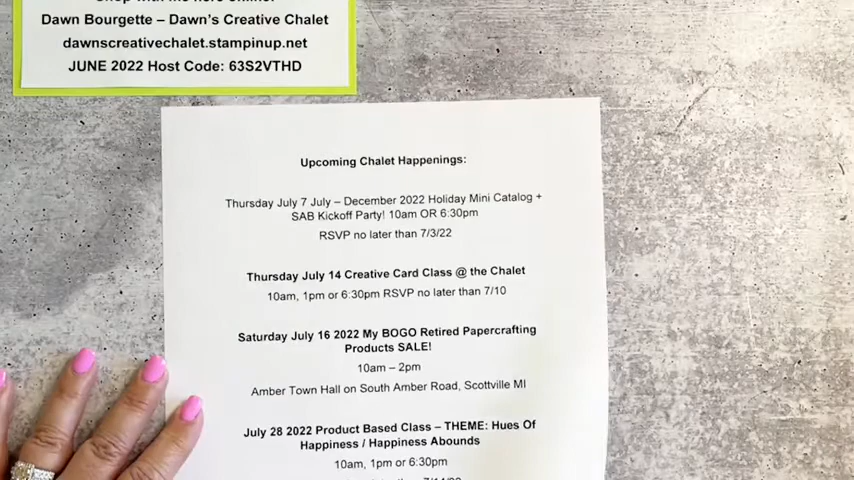 Dawn Bourgette – Dawn's Creative Chalet
dawnscreativechalet.stampinup.net
JUNE 2022 Host Code: 63S2VTHD
Upcoming Chalet Happenings:
Thursday July 7 July – December 2022 Holiday Mini Catalog +
SAB Kickoff Party! 10am OR 6:30pm
RSVP no later than 7/3/22
Thursday July 14 Creative Card Class @ the Chalet
10am, 1pm or 6:30pm RSVP no later than 7/10
Saturday July 16 2022 My BOGO Retired Papercrafting
Products SALE!
10am – 2pm
Amber Town Hall on South Amber Road, Scottville MI
July 28 2022 Product Based Class – THEME: Hues Of
Happiness / Happiness Abounds
10am, 1pm or 6:30pm